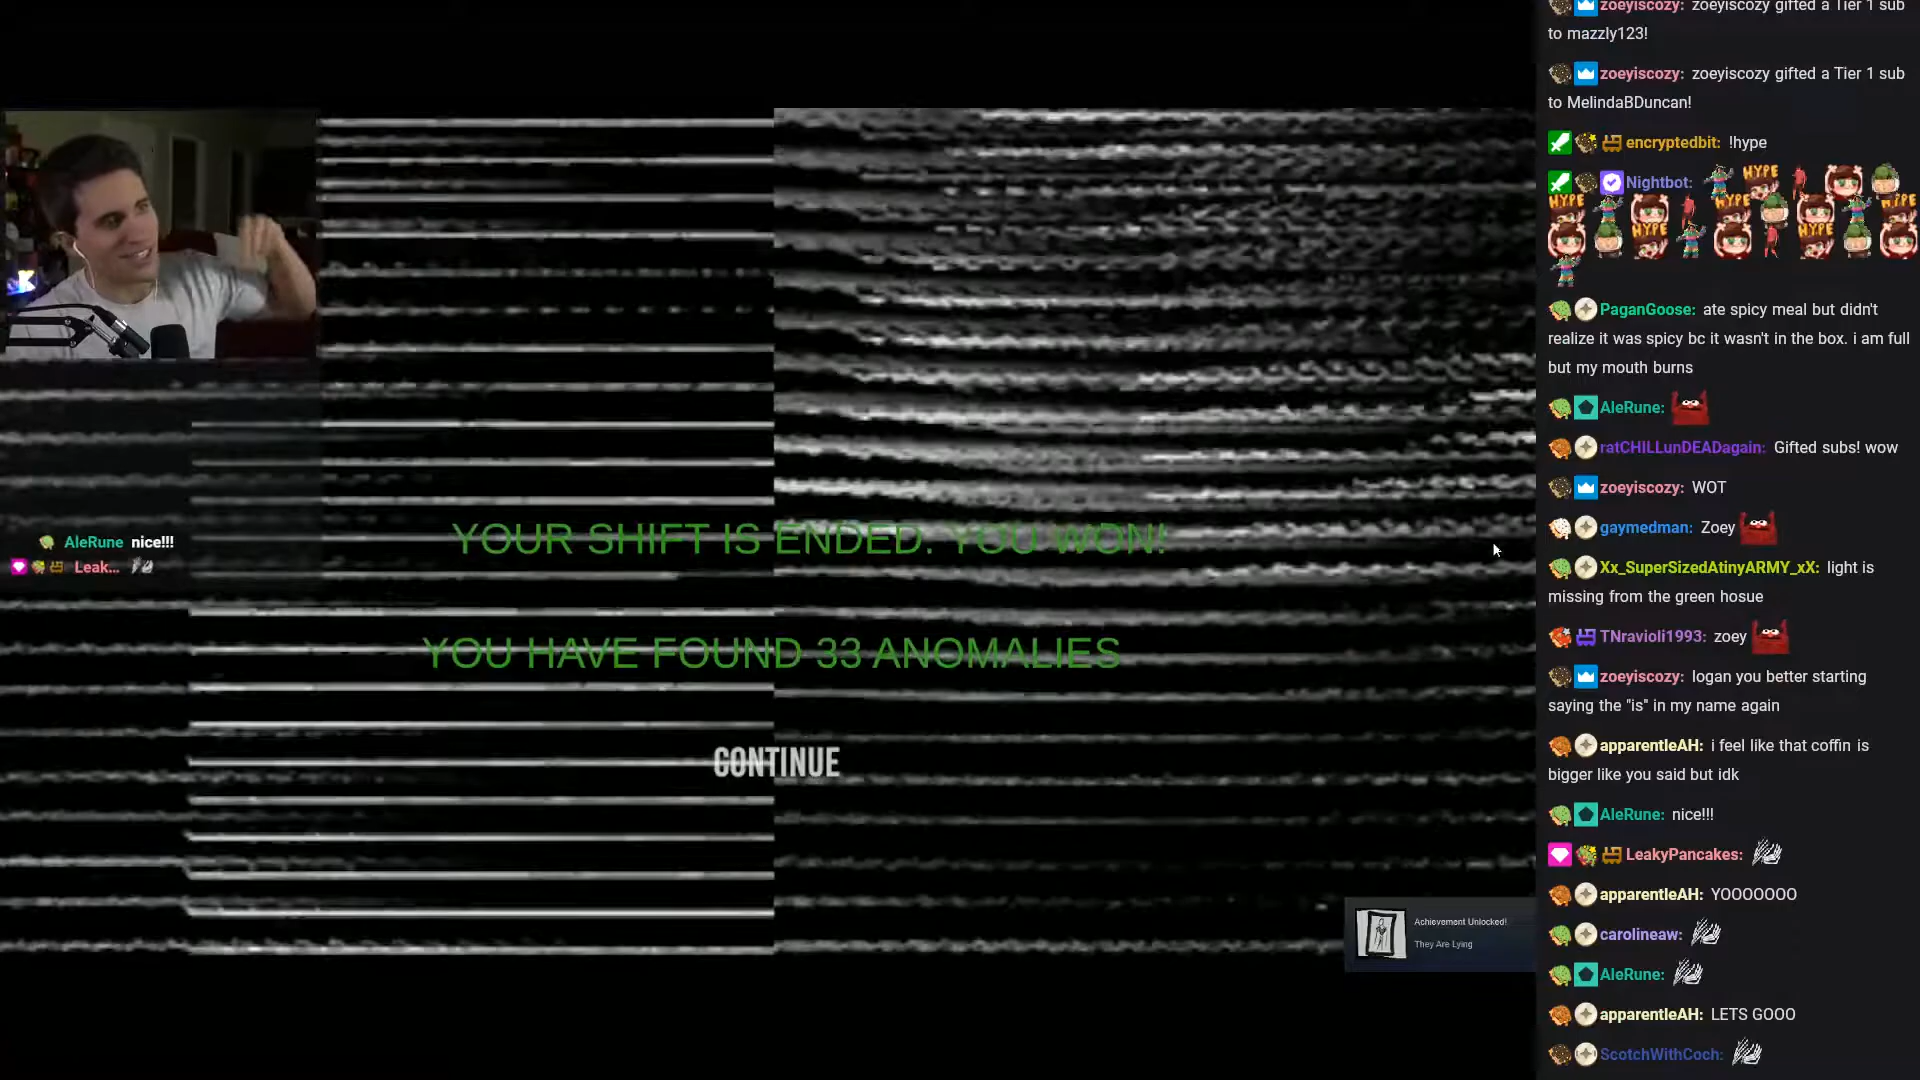 zoeyiscozy: zoeyiscozy gifted a Tier 1 sub
to mazzly123!
zoeyiscozy: zoeyiscozy gifted a Tier 1 sub
to MelindaBDuncan!
encryptedbit: !hype
Nightbot: HYPE
HYPE HYPE HYPE
HYPE HYPE
PaganGoose: ate spicy meal but didn't
realize it was spicy bc it wasn't in the box. i am full
but my mouth burns
AleRune:
ratCHILLunDEADagain: Gifted subs! wow
zoeyiscozy: WOT
gaymedman: Zoey
Xx_SuperSizedAtinyARMY_xX: light is
missing from the green hosue
TNravioli1993: zoey
zoeyiscozy: logan you better starting
saying the "is" in my name again
apparentleAH: i feel like that coffin is
bigger like you said but idk
AleRune: nice!!!
LeakyPancakes:
apparentleAH: YOOOOOOO
carolineaw:
AleRune:
apparentleAH: LETS GOOO
ScotchWithCoch:
AleRune nice!!!
Leak...
YOUR SHIFT IS ENDED. YOU WON!
YOU HAVE FOUND 33 ANOMALIES
CONTINUE
Achievement Unlocked!
They Are Lying